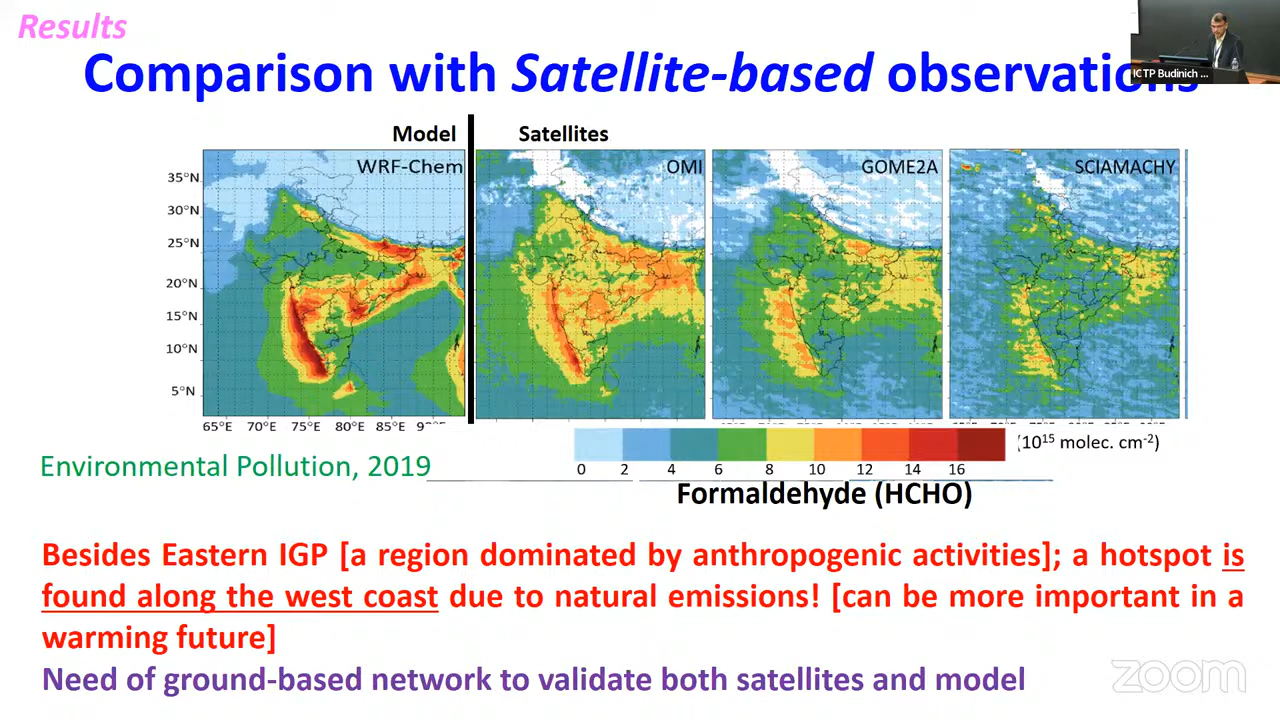 Results
Comparison with Satellite-based observations
ICTP Budinich ...
Model
Satellites
WRF-Chem
OMI
GOME2A
SCIAMACHY
35°N
30°N
25°N
20°N
15°N
10°N
5°N
65°E 70°E 75°E 80°E 85°E 90°E
0 2 4 6 8 10 12 14 16
(10¹⁵ molec. cm⁻²)
Formaldehyde (HCHO)
Environmental Pollution, 2019
Besides Eastern IGP [a region dominated by anthropogenic activities]; a hotspot is
found along the west coast due to natural emissions! [can be more important in a
warming future]
Need of ground-based network to validate both satellites and model
zoom